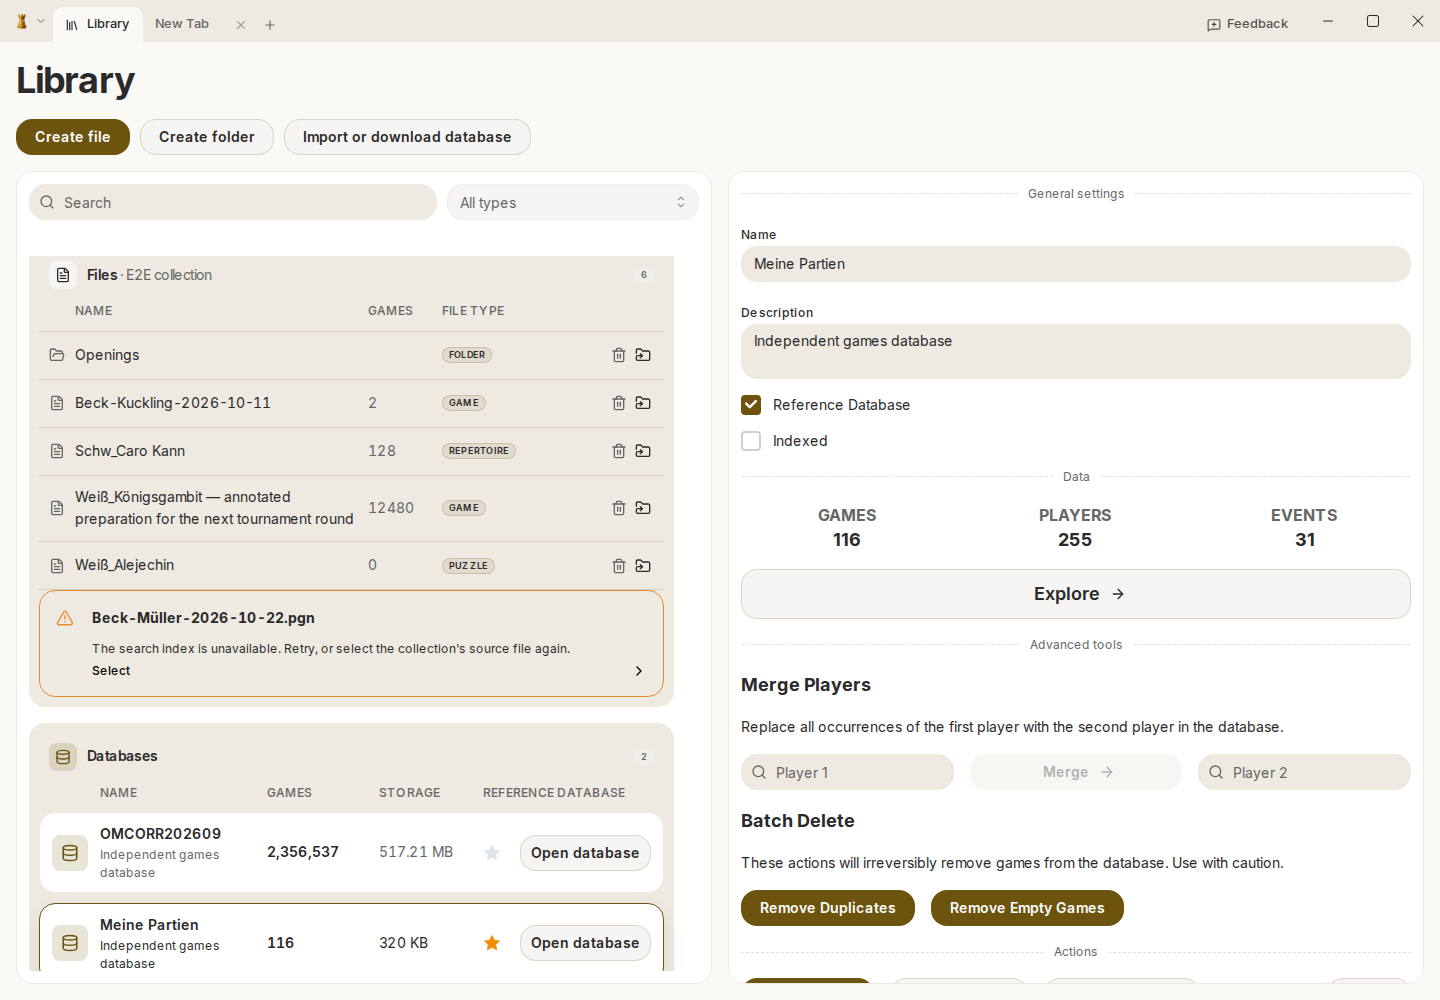 Library
New Tab
Feedback
Library
Create file
Create folder
Import or download database
Search
All types
Files · E2E collection
6
NAME GAMES FILE TYPE
Openings FOLDER
Beck-Kuckling-2026-10-11 2 GAME
Schw_Caro Kann 128 REPERTOIRE
Weiß_Königsgambit — annotated
preparation for the next tournament round 12480 GAME
Weiß_Alejechin 0 PUZZLE
Beck-Müller-2026-10-22.pgn
The search index is unavailable. Retry, or select the collection's source file again.
Select
Databases
2
NAME GAMES STORAGE REFERENCE DATABASE
OMCORR202609
Independent games
database
2,356,537 517.21 MB Open database
Meine Partien
Independent games
database
116 320 KB Open database
General settings
Name
Meine Partien
Description
Independent games database
Reference Database
Indexed
Data
GAMES PLAYERS EVENTS
116 255 31
Explore
Advanced tools
Merge Players
Replace all occurrences of the first player with the second player in the database.
Player 1 Merge Player 2
Batch Delete
These actions will irreversibly remove games from the database. Use with caution.
Remove Duplicates Remove Empty Games
Actions